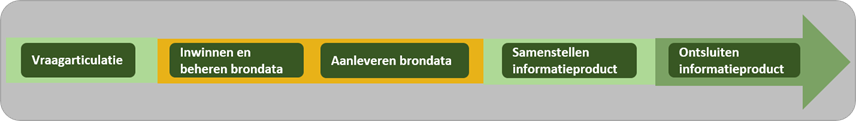 Vraagarticulatie
Inwinnen en
beheren brondata
Aanleveren brondata
Samenstellen
informatieproduct
Ontsluiten
informatieproduct